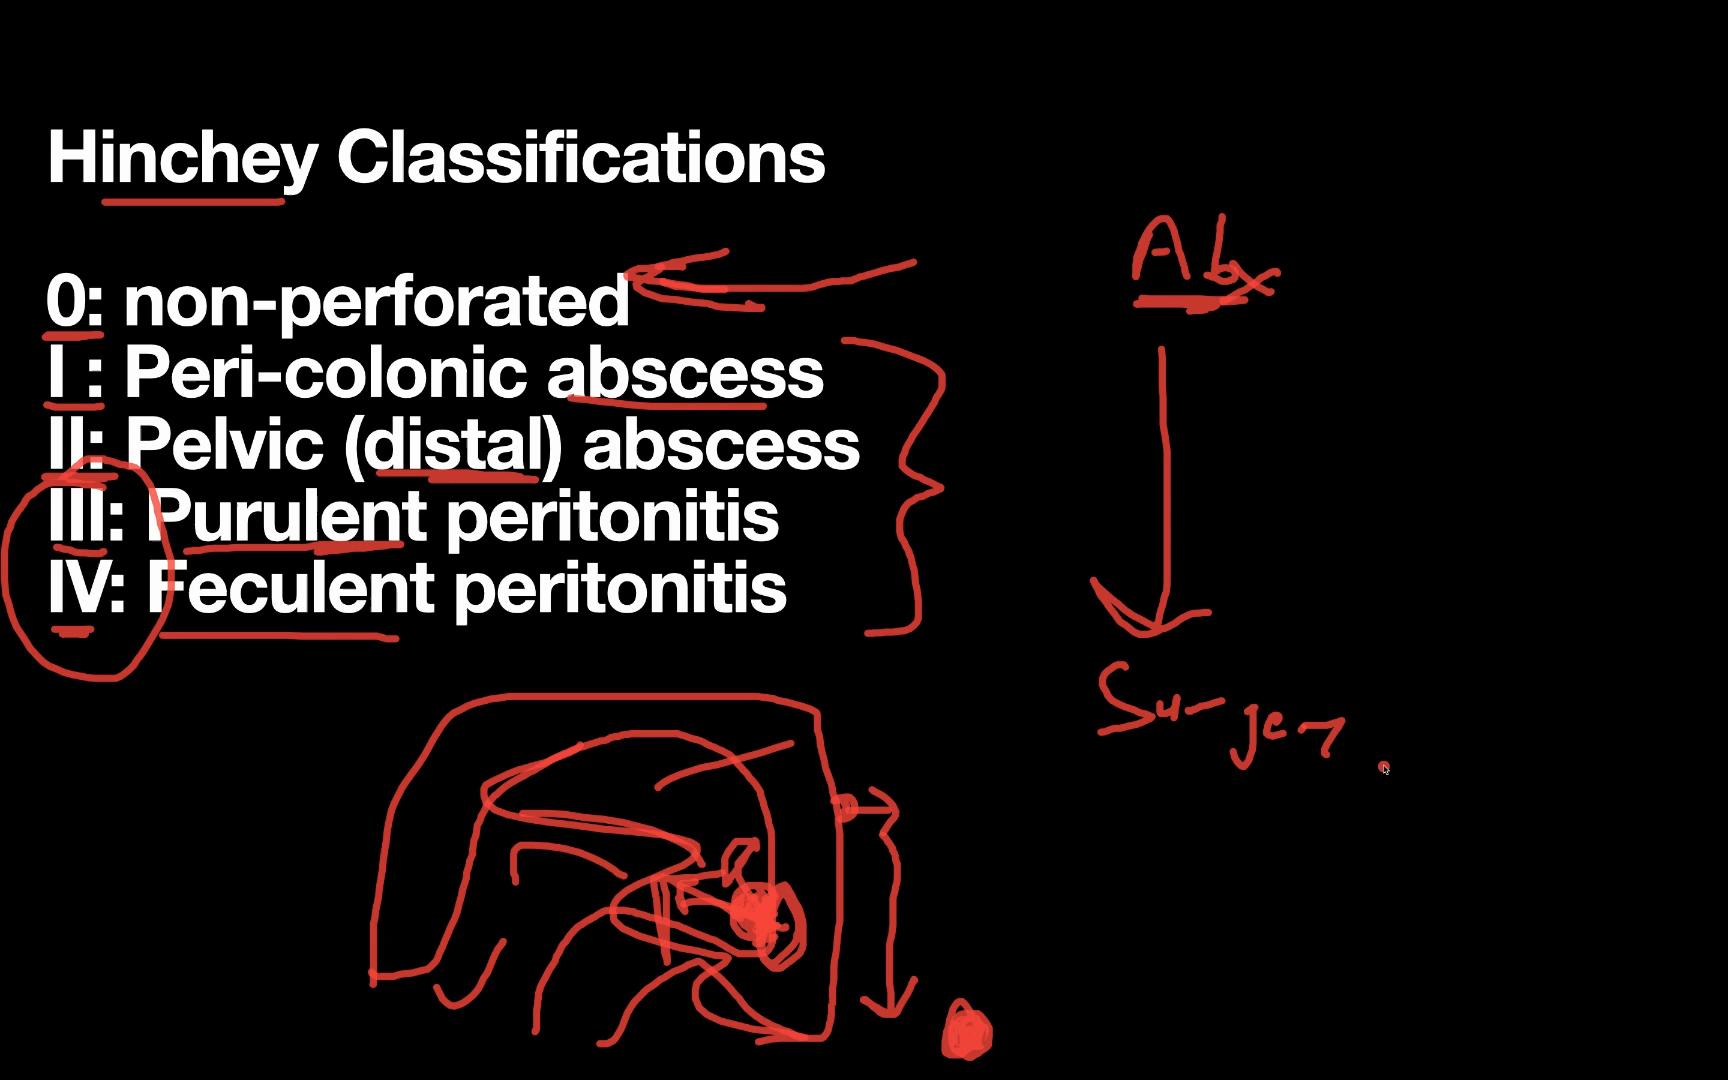 Hinchey Classifications
0: non-perforated
I : Peri-colonic abscess
II: Pelvic (distal) abscess
III: Purulent peritonitis
IV: Feculent peritonitis
Abx
Surgery